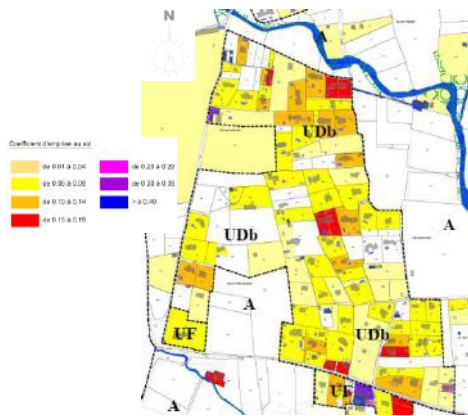 N
A
UDb
Coefficient d'emprise au sol
de 0.01 à 0.04
de 0.05 à 0.09
de 0.10 à 0.14
de 0.15 à 0.19
de 0.20 à 0.29
de 0.30 à 0.39
> à 0.40
UDb
A
A
UF
UDb
UF
A